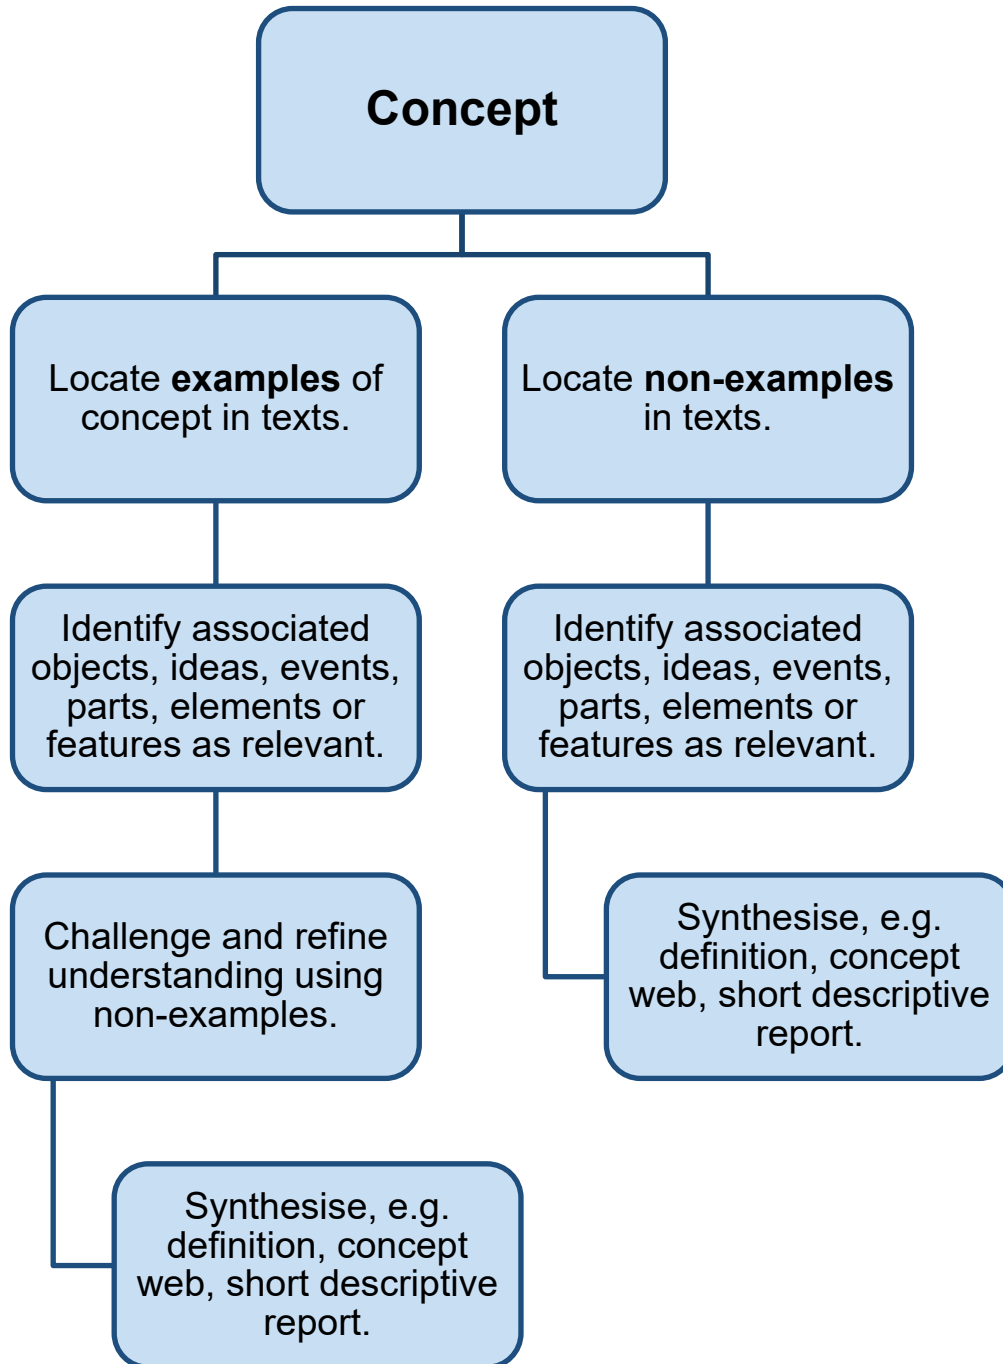 Concept
Locate examples of
concept in texts.
Locate non-examples
in texts.
Identify associated
objects, ideas, events,
parts, elements or
features as relevant.
Identify associated
objects, ideas, events,
parts, elements or
features as relevant.
Challenge and refine
understanding using
non-examples.
Synthesise, e.g.
definition, concept
web, short descriptive
report.
Synthesise, e.g.
definition, concept
web, short descriptive
report.